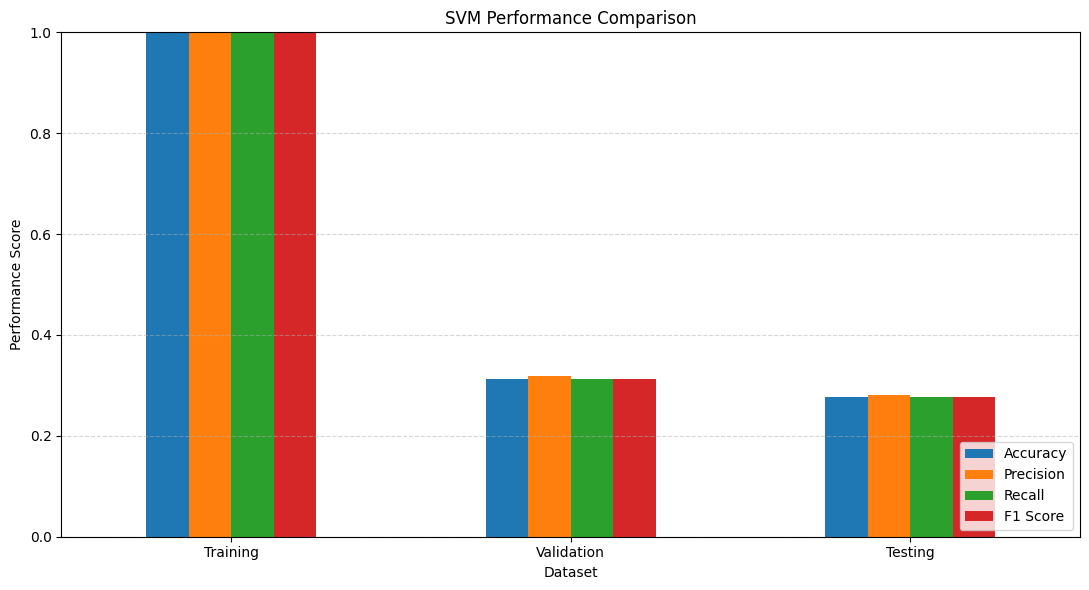 SVM Performance Comparison
Performance Score
1.0
0.8
0.6
0.4
0.2
0.0
Training
Validation
Testing
Dataset
Accuracy
Precision
Recall
F1 Score